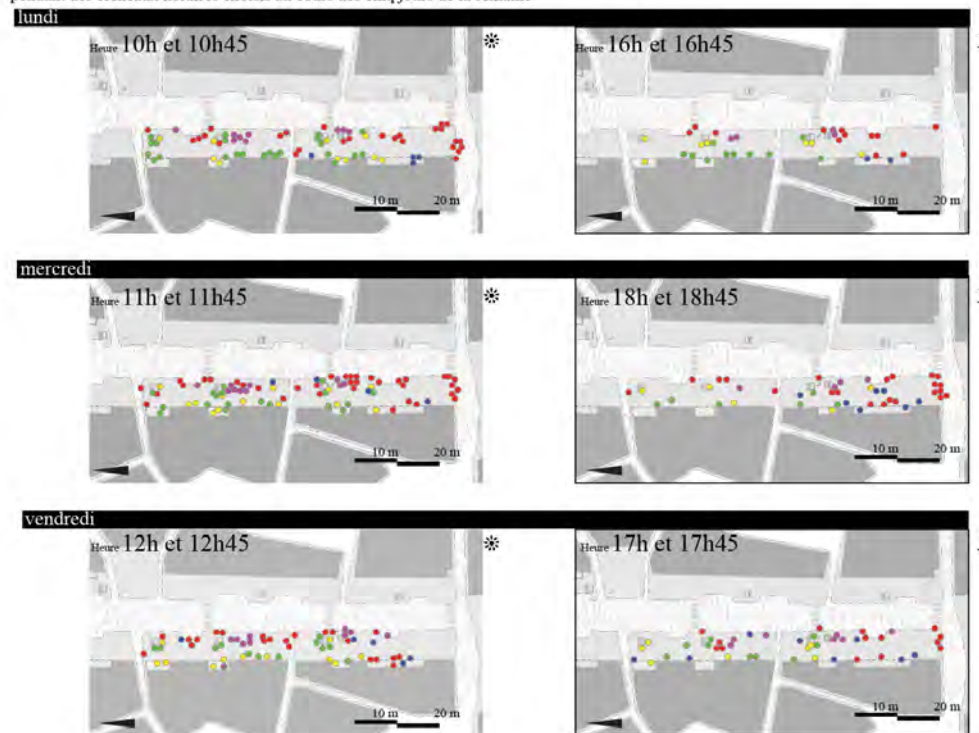 lundi
Heure 10h et 10h45
10 m 20 m
Heure 16h et 16h45
10 m 20 m
mercredi
Heure 11h et 11h45
10 m 20 m
Heure 18h et 18h45
10 m 20 m
vendredi
Heure 12h et 12h45
10 m 20 m
Heure 17h et 17h45
10 m 20 m